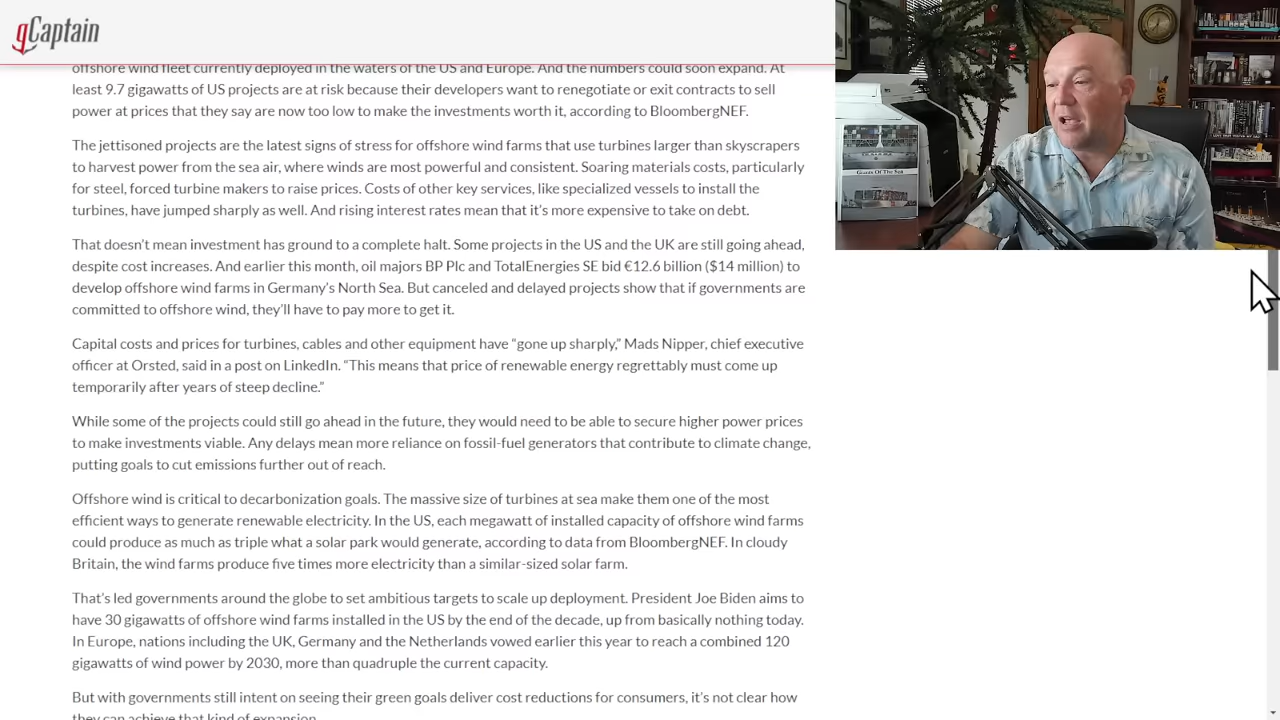 gCaptain
offshore wind fleet currently deployed in the waters of the US and Europe. And the numbers could soon expand. At
least 9.7 gigawatts of US projects are at risk because their developers want to renegotiate or exit contracts to sell
power at prices that they say are now too low to make the investments worth it, according to BloombergNEF.
The jettisoned projects are the latest signs of stress for offshore wind farms that use turbines larger than skyscrapers
to harvest power from the sea air, where winds are most powerful and consistent. Soaring materials costs, particularly
for steel, forced turbine makers to raise prices. Costs of other key services, like specialized vessels to install the
turbines, have jumped sharply as well. And rising interest rates mean that it’s more expensive to take on debt.
That doesn’t mean investment has ground to a complete halt. Some projects in the US and the UK are still going ahead,
despite cost increases. And earlier this month, oil majors BP Plc and TotalEnergies SE bid €12.6 billion ($14 million) to
develop offshore wind farms in Germany’s North Sea. But canceled and delayed projects show that if governments are
committed to offshore wind, they’ll have to pay more to get it.
Capital costs and prices for turbines, cables and other equipment have “gone up sharply,” Mads Nipper, chief executive
officer at Orsted, said in a post on LinkedIn. “This means that price of renewable energy regrettably must come up
temporarily after years of steep decline.”
While some of the projects could still go ahead in the future, they would need to be able to secure higher power prices
to make investments viable. Any delays mean more reliance on fossil-fuel generators that contribute to climate change,
putting goals to cut emissions further out of reach.
Offshore wind is critical to decarbonization goals. The massive size of turbines at sea make them one of the most
efficient ways to generate renewable electricity. In the US, each megawatt of installed capacity of offshore wind farms
could produce as much as triple what a solar park would generate, according to data from BloombergNEF. In cloudy
Britain, the wind farms produce five times more electricity than a similar-sized solar farm.
That’s led governments around the globe to set ambitious targets to scale up deployment. President Joe Biden aims to
have 30 gigawatts of offshore wind farms installed in the US by the end of the decade, up from basically nothing today.
In Europe, nations including the UK, Germany and the Netherlands vowed earlier this year to reach a combined 120
gigawatts of wind power by 2030, more than quadruple the current capacity.
But with governments still intent on seeing their green goals deliver cost reductions for consumers, it’s not clear how
they can achieve that kind of expansion.
Giants Of The Sea